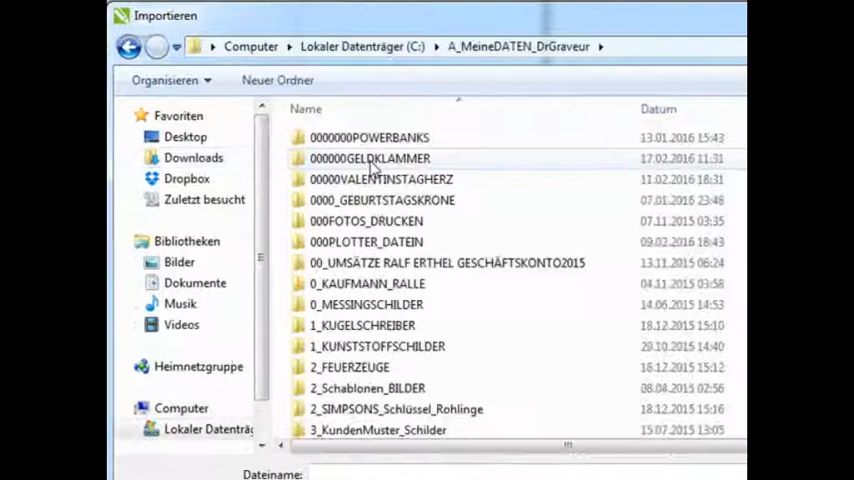 Importieren
Computer Lokaler Datenträger (C:) A_MeineDATEN_DrGraveur
Organisieren Neuer Ordner
Name Datum
Favoriten
Desktop
Downloads
Dropbox
Zuletzt besucht
Bibliotheken
Bilder
Dokumente
Musik
Videos
Heimnetzgruppe
Computer
Lokaler Datenträg
0000000POWERBANKS 13.01.2016 15:43
000000GELDKLAMMER 17.02.2016 11:31
00000VALENTINSTAGHERZ 11.02.2016 18:31
0000_GEBURTSTAGSKRONE 07.01.2016 23:48
000FOTOS_DRUCKEN 07.11.2015 03:35
000PLOTTER_DATEIN 09.02.2016 18:43
00_UMSÄTZE RALF ERTHEL GESCHÄFTSKONTO2015 13.11.2015 06:24
0_KAUFMANN_RALLE 04.11.2015 03:58
0_MESSINGSCHILDER 14.06.2015 14:53
1_KUGELSCHREIBER 18.12.2015 15:10
1_KUNSTSTOFFSCHILDER 29.10.2015 14:40
2_FEUERZEUGE 18.12.2015 15:12
2_Schablonen_BILDER 08.04.2015 02:56
2_SIMPSONS_Schlüssel_Rohlinge 18.12.2015 15:16
3_KundenMuster_Schilder 15.07.2015 13:05
Dateiname: